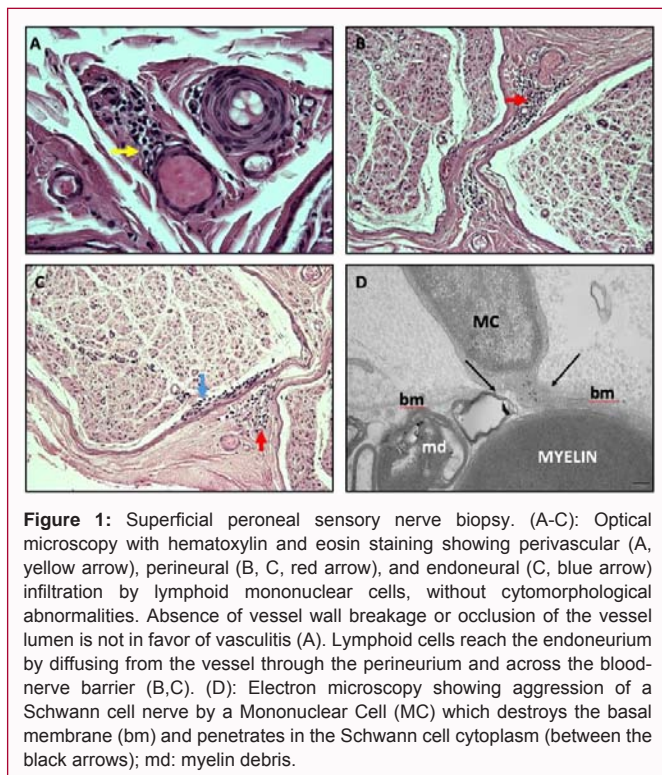 A
B
C
D
MC
bm
bm
md
MYELIN
Figure 1: Superficial peroneal sensory nerve biopsy. (A-C): Optical
microscopy with hematoxylin and eosin staining showing perivascular (A,
yellow arrow), perineural (B, C, red arrow), and endoneural (C, blue arrow)
infiltration by lymphoid mononuclear cells, without cytomorphological
abnormalities. Absence of vessel wall breakage or occlusion of the vessel
lumen is not in favor of vasculitis (A). Lymphoid cells reach the endoneurium
by diffusing from the vessel through the perineurium and across the blood-
nerve barrier (B,C). (D): Electron microscopy showing aggression of a
Schwann cell nerve by a Mononuclear Cell (MC) which destroys the basal
membrane (bm) and penetrates in the Schwann cell cytoplasm (between the
black arrows); md: myelin debris.